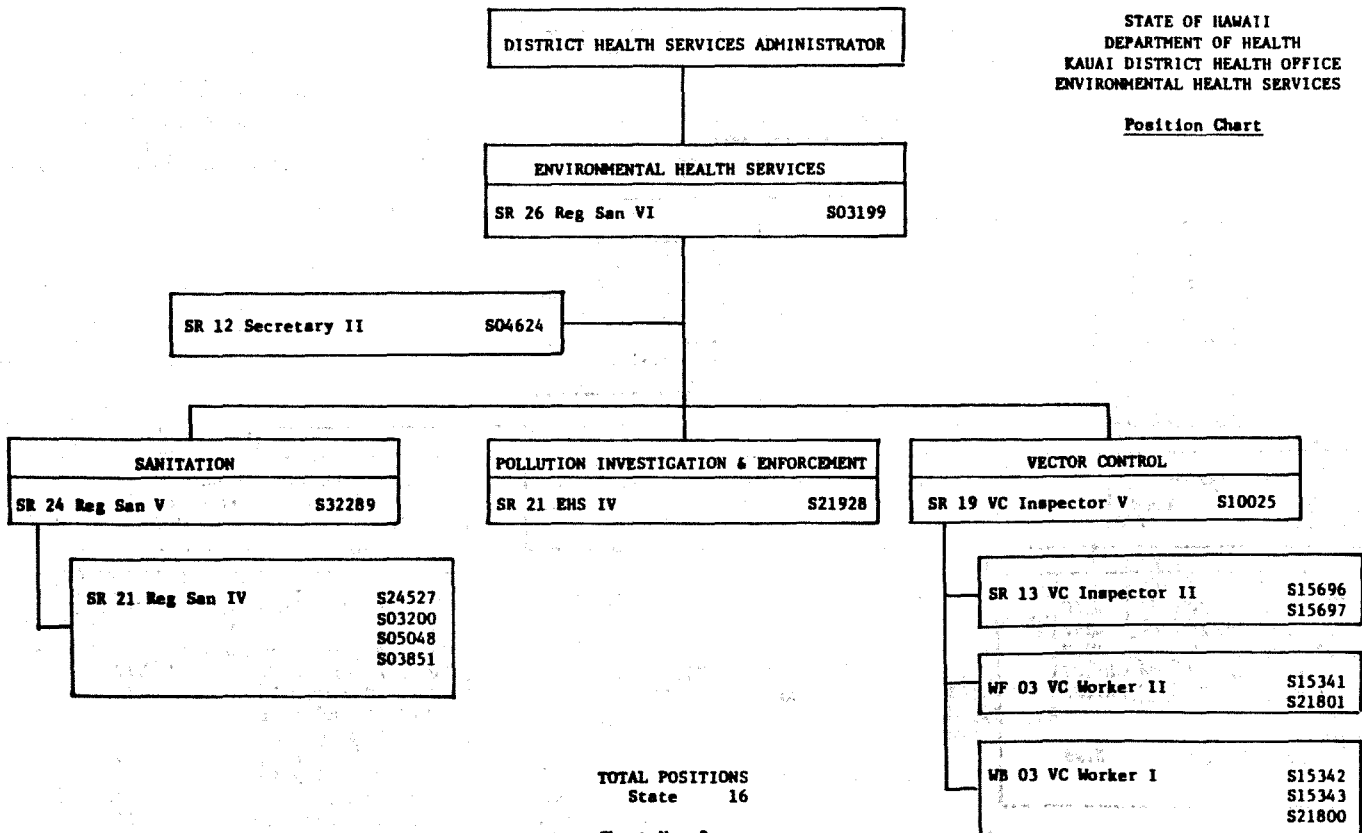 STATE OF HAWAII
DEPARTMENT OF HEALTH
KAUAI DISTRICT HEALTH OFFICE
ENVIRONMENTAL HEALTH SERVICES
Position Chart
DISTRICT HEALTH SERVICES ADMINISTRATOR
ENVIRONMENTAL HEALTH SERVICES
SR 26 Reg San VI S03199
SR 12 Secretary II S04624
SANITATION
SR 24 Reg San V S32289
SR 21 Reg San IV S24527
S03200
S05048
S03851
POLLUTION INVESTIGATION & ENFORCEMENT
SR 21 EHS IV S21928
VECTOR CONTROL
SR 19 VC Inspector V S10025
SR 13 VC Inspector II S15696
S15697
WF 03 VC Worker II S15341
S21801
WB 03 VC Worker I S15342
S15343
S21800
TOTAL POSITIONS
State 16